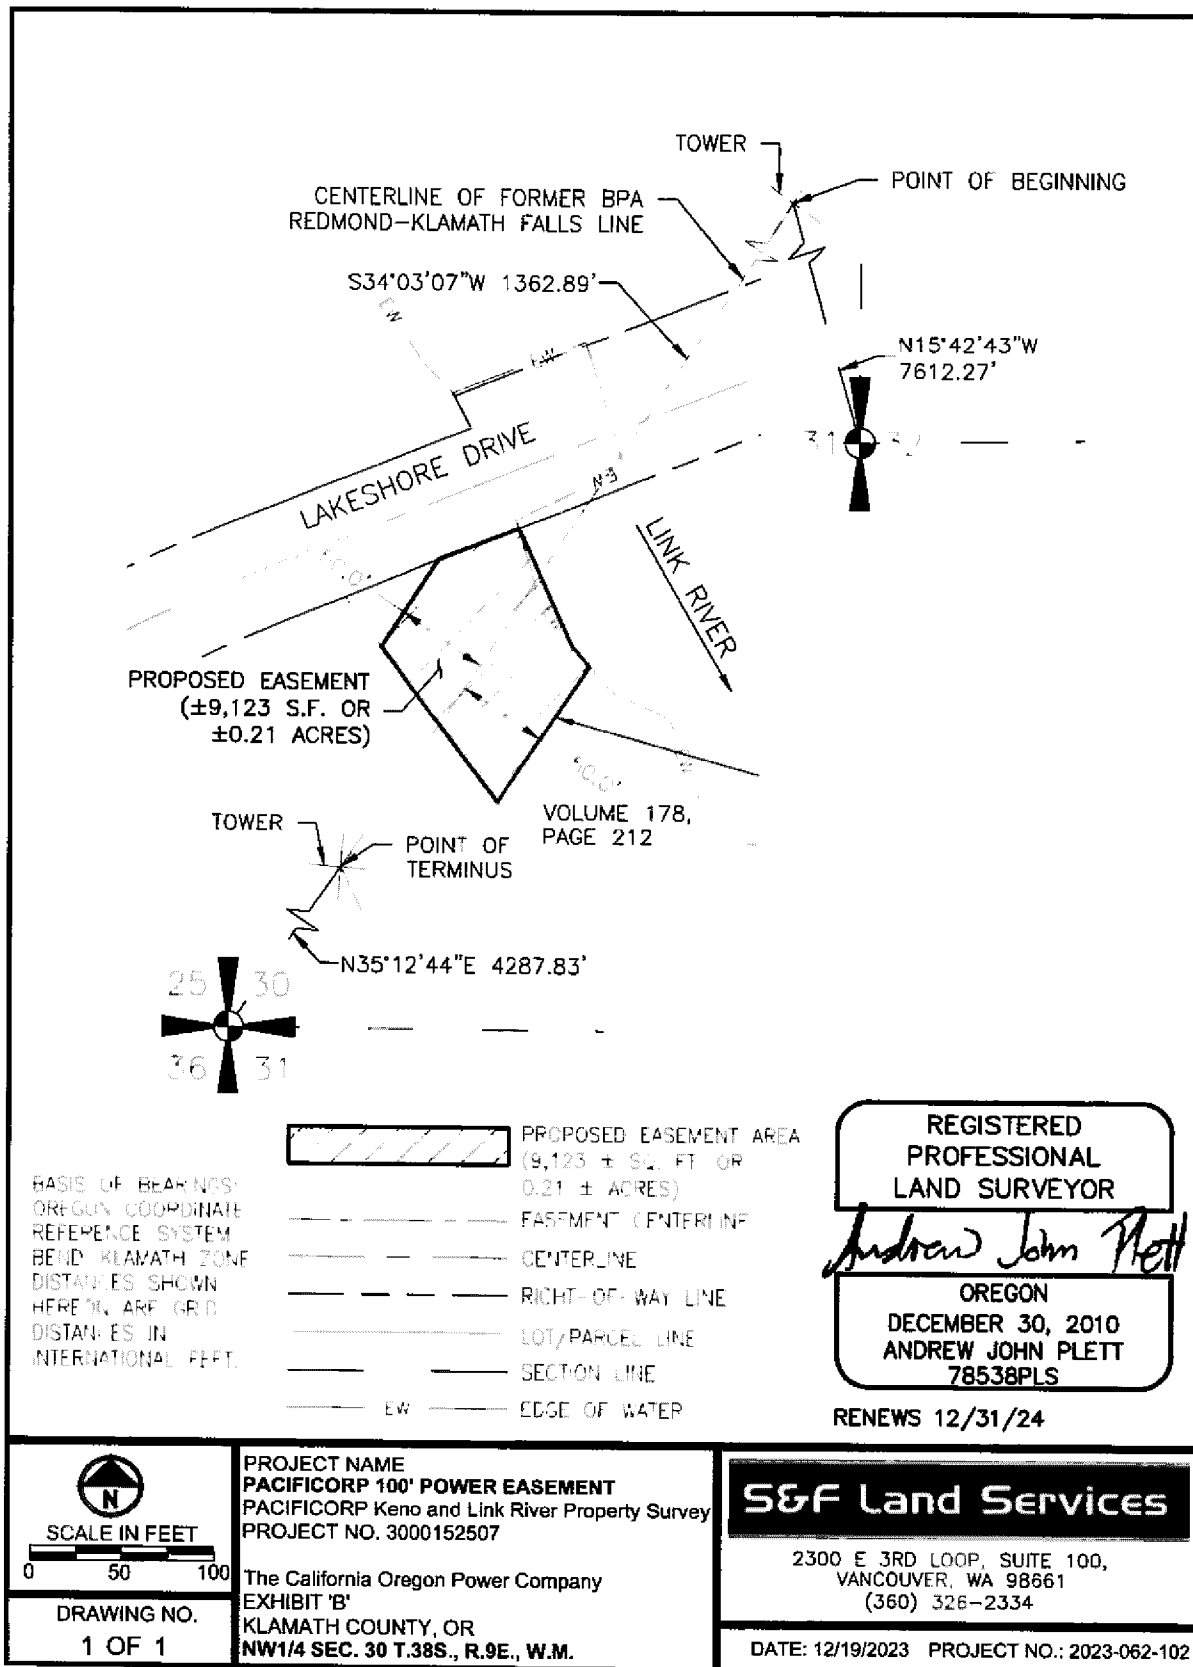 TOWER
POINT OF BEGINNING
CENTERLINE OF FORMER BPA
REDMOND-KLAMATH FALLS LINE
S34°03'07"W 1362.89'
N15°42'43"W
7612.27'
EW
31 32
LAKESHORE DRIVE
LINK RIVER
PROPOSED EASEMENT
(±9,123 S.F. OR
±0.21 ACRES)
VOLUME 178,
PAGE 212
TOWER
POINT OF
TERMINUS
N35°12'44"E 4287.83'
25 30
36 31
PROPOSED EASEMENT AREA
(9,123 ± SQ. FT. OR
0.21 ± ACRES)
EASEMENT CENTERLINE
CENTERLINE
RIGHT-OF-WAY LINE
LOT/PARCEL LINE
SECTION LINE
EW EDGE OF WATER
BASIS OF BEARINGS:
OREGON COORDINATE
REFERENCE SYSTEM
BEND KLAMATH ZONE
DISTANCES SHOWN
HEREON ARE GRID
DISTANCES IN
INTERNATIONAL FEET.
REGISTERED
PROFESSIONAL
LAND SURVEYOR
Andrew John Plett
OREGON
DECEMBER 30, 2010
ANDREW JOHN PLETT
78538PLS
RENEWS 12/31/24
N
SCALE IN FEET
0 50 100
DRAWING NO.
1 OF 1
PROJECT NAME
PACIFICORP 100' POWER EASEMENT
PACIFICORP Keno and Link River Property Survey
PROJECT NO. 3000152507
The California Oregon Power Company
EXHIBIT 'B'
KLAMATH COUNTY, OR
NW1/4 SEC. 30 T.38S., R.9E., W.M.
S&F Land Services
2300 E 3RD LOOP, SUITE 100,
VANCOUVER, WA 98661
(360) 326-2334
DATE: 12/19/2023 PROJECT NO.: 2023-062-102